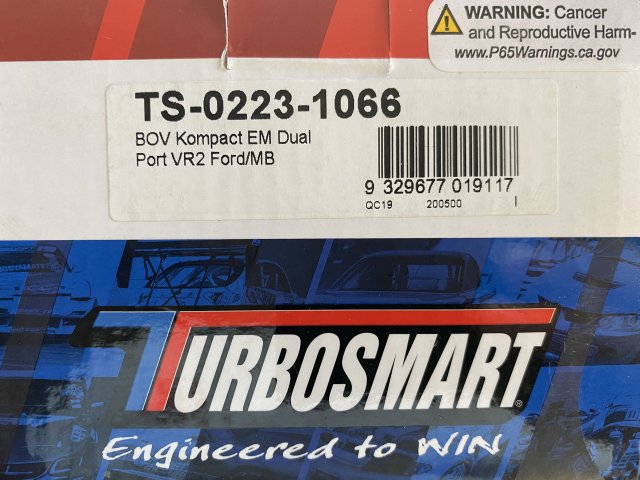 WARNING: Cancer
and Reproductive Harm-
www.P65Warnings.ca.gov
TS-0223-1066
BOV Kompact EM Dual
Port VR2 Ford/MB
9 329677 019117
QC19 200500 I
TURBOSMART
Engineered to WIN